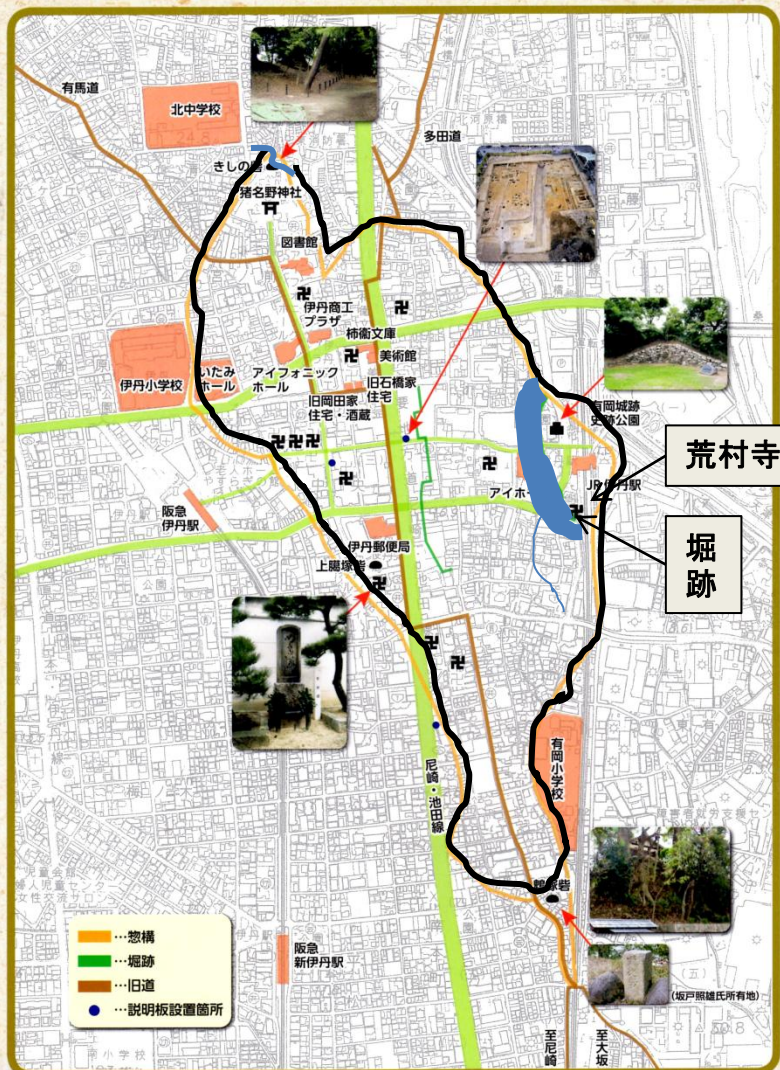 有馬道
北中学校
多田道
きしの砦
猪名野神社
図書館
伊丹商工
プラザ
柿衞文庫
美術館
伊丹小学校
いたみ
ホール
アイフォニック
ホール
旧岡田家
住宅・酒蔵
旧石橋家
住宅
有岡城跡
史跡公園
荒村寺
JR伊丹駅
アイホ
阪急
伊丹駅
堀
跡
伊丹郵便局
上臈塚砦
有岡小学校
尼崎・池田線
鵯塚砦
阪急
新伊丹駅
(坂戸照雄氏所有地)
至尼崎
至大坂
…惣構
…堀跡
…旧道
…説明板設置箇所